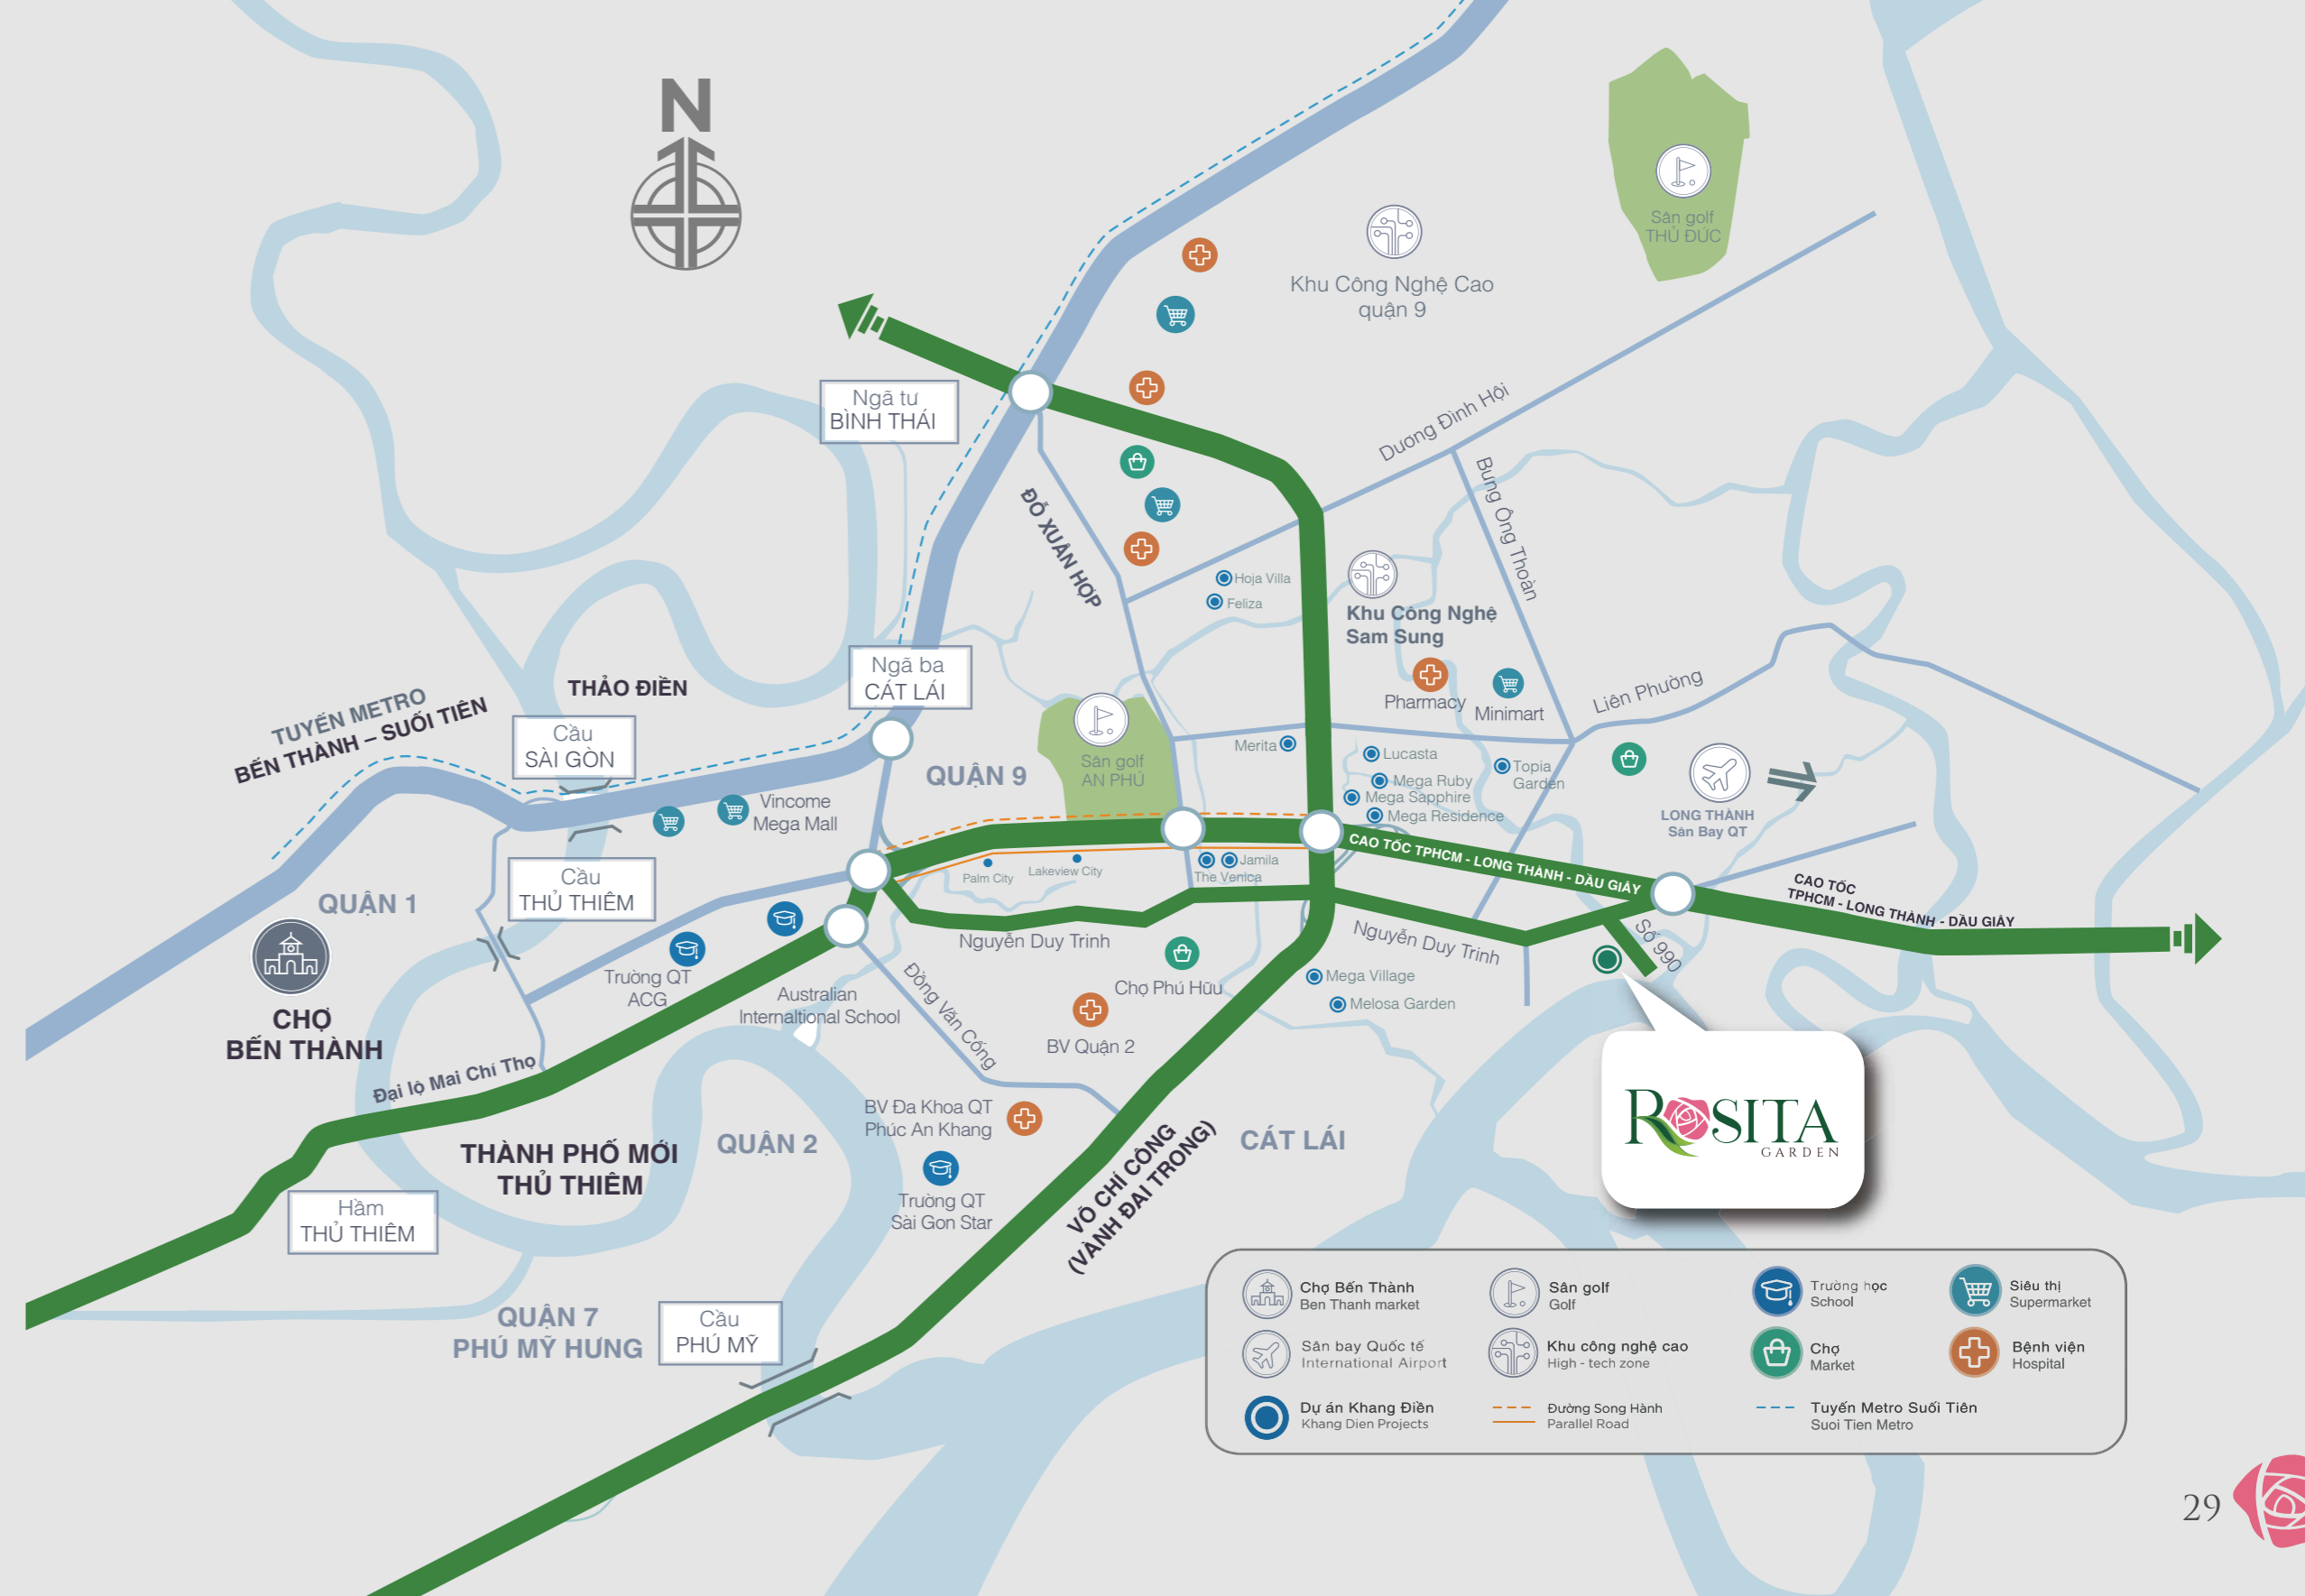 N
Sân golf
THỦ ĐỨC
Khu Công Nghệ Cao
quận 9
Ngã tư
BÌNH THÁI
Dương Đình Hội
Bưng Ông Thoàn
ĐỖ XUÂN HỢP
Hoja Villa
Feliza
Khu Công Nghệ
Sam Sung
Ngã ba
CÁT LÁI
THẢO ĐIỀN
TUYẾN METRO
BẾN THÀNH – SUỐI TIÊN
Pharmacy
Minimart
Liên Phường
Cầu
SÀI GÒN
Sân golf
AN PHÚ
Merita
Lucasta
Topia
Garden
QUẬN 9
Mega Ruby
Mega Sapphire
Mega Residence
Vincome
Mega Mall
LONG THÀNH
Sân Bay QT
CAO TỐC TPHCM - LONG THÀNH - DẦU GIÂY
Cầu
THỦ THIÊM
Palm City
Lakeview City
Jamila
The Venica
CAO TỐC
TPHCM - LONG THÀNH - DẦU GIÂY
QUẬN 1
Nguyễn Duy Trinh
Nguyễn Duy Trinh
Số 990
Trường QT
ACG
Australian
Internaltional School
Đồng Văn Cống
Chợ Phú Hữu
Mega Village
Melosa Garden
CHỢ
BẾN THÀNH
BV Quận 2
Đại lộ Mai Chí Thọ
BV Đa Khoa QT
Phúc An Khang
ROSITA
GARDEN
THÀNH PHỐ MỚI
THỦ THIÊM
QUẬN 2
CÁT LÁI
VÕ CHÍ CÔNG
(VÀNH ĐAI TRONG)
Trường QT
Sài Gon Star
Hầm
THỦ THIÊM
QUẬN 7
PHÚ MỸ HƯNG
Cầu
PHÚ MỸ
Chợ Bến Thành
Ben Thanh market
Sân golf
Golf
Trường học
School
Siêu thị
Supermarket
Sân bay Quốc tế
International Airport
Khu công nghệ cao
High - tech zone
Chợ
Market
Bệnh viện
Hospital
Dự án Khang Điền
Khang Dien Projects
Đường Song Hành
Parallel Road
Tuyến Metro Suối Tiên
Suoi Tien Metro
29